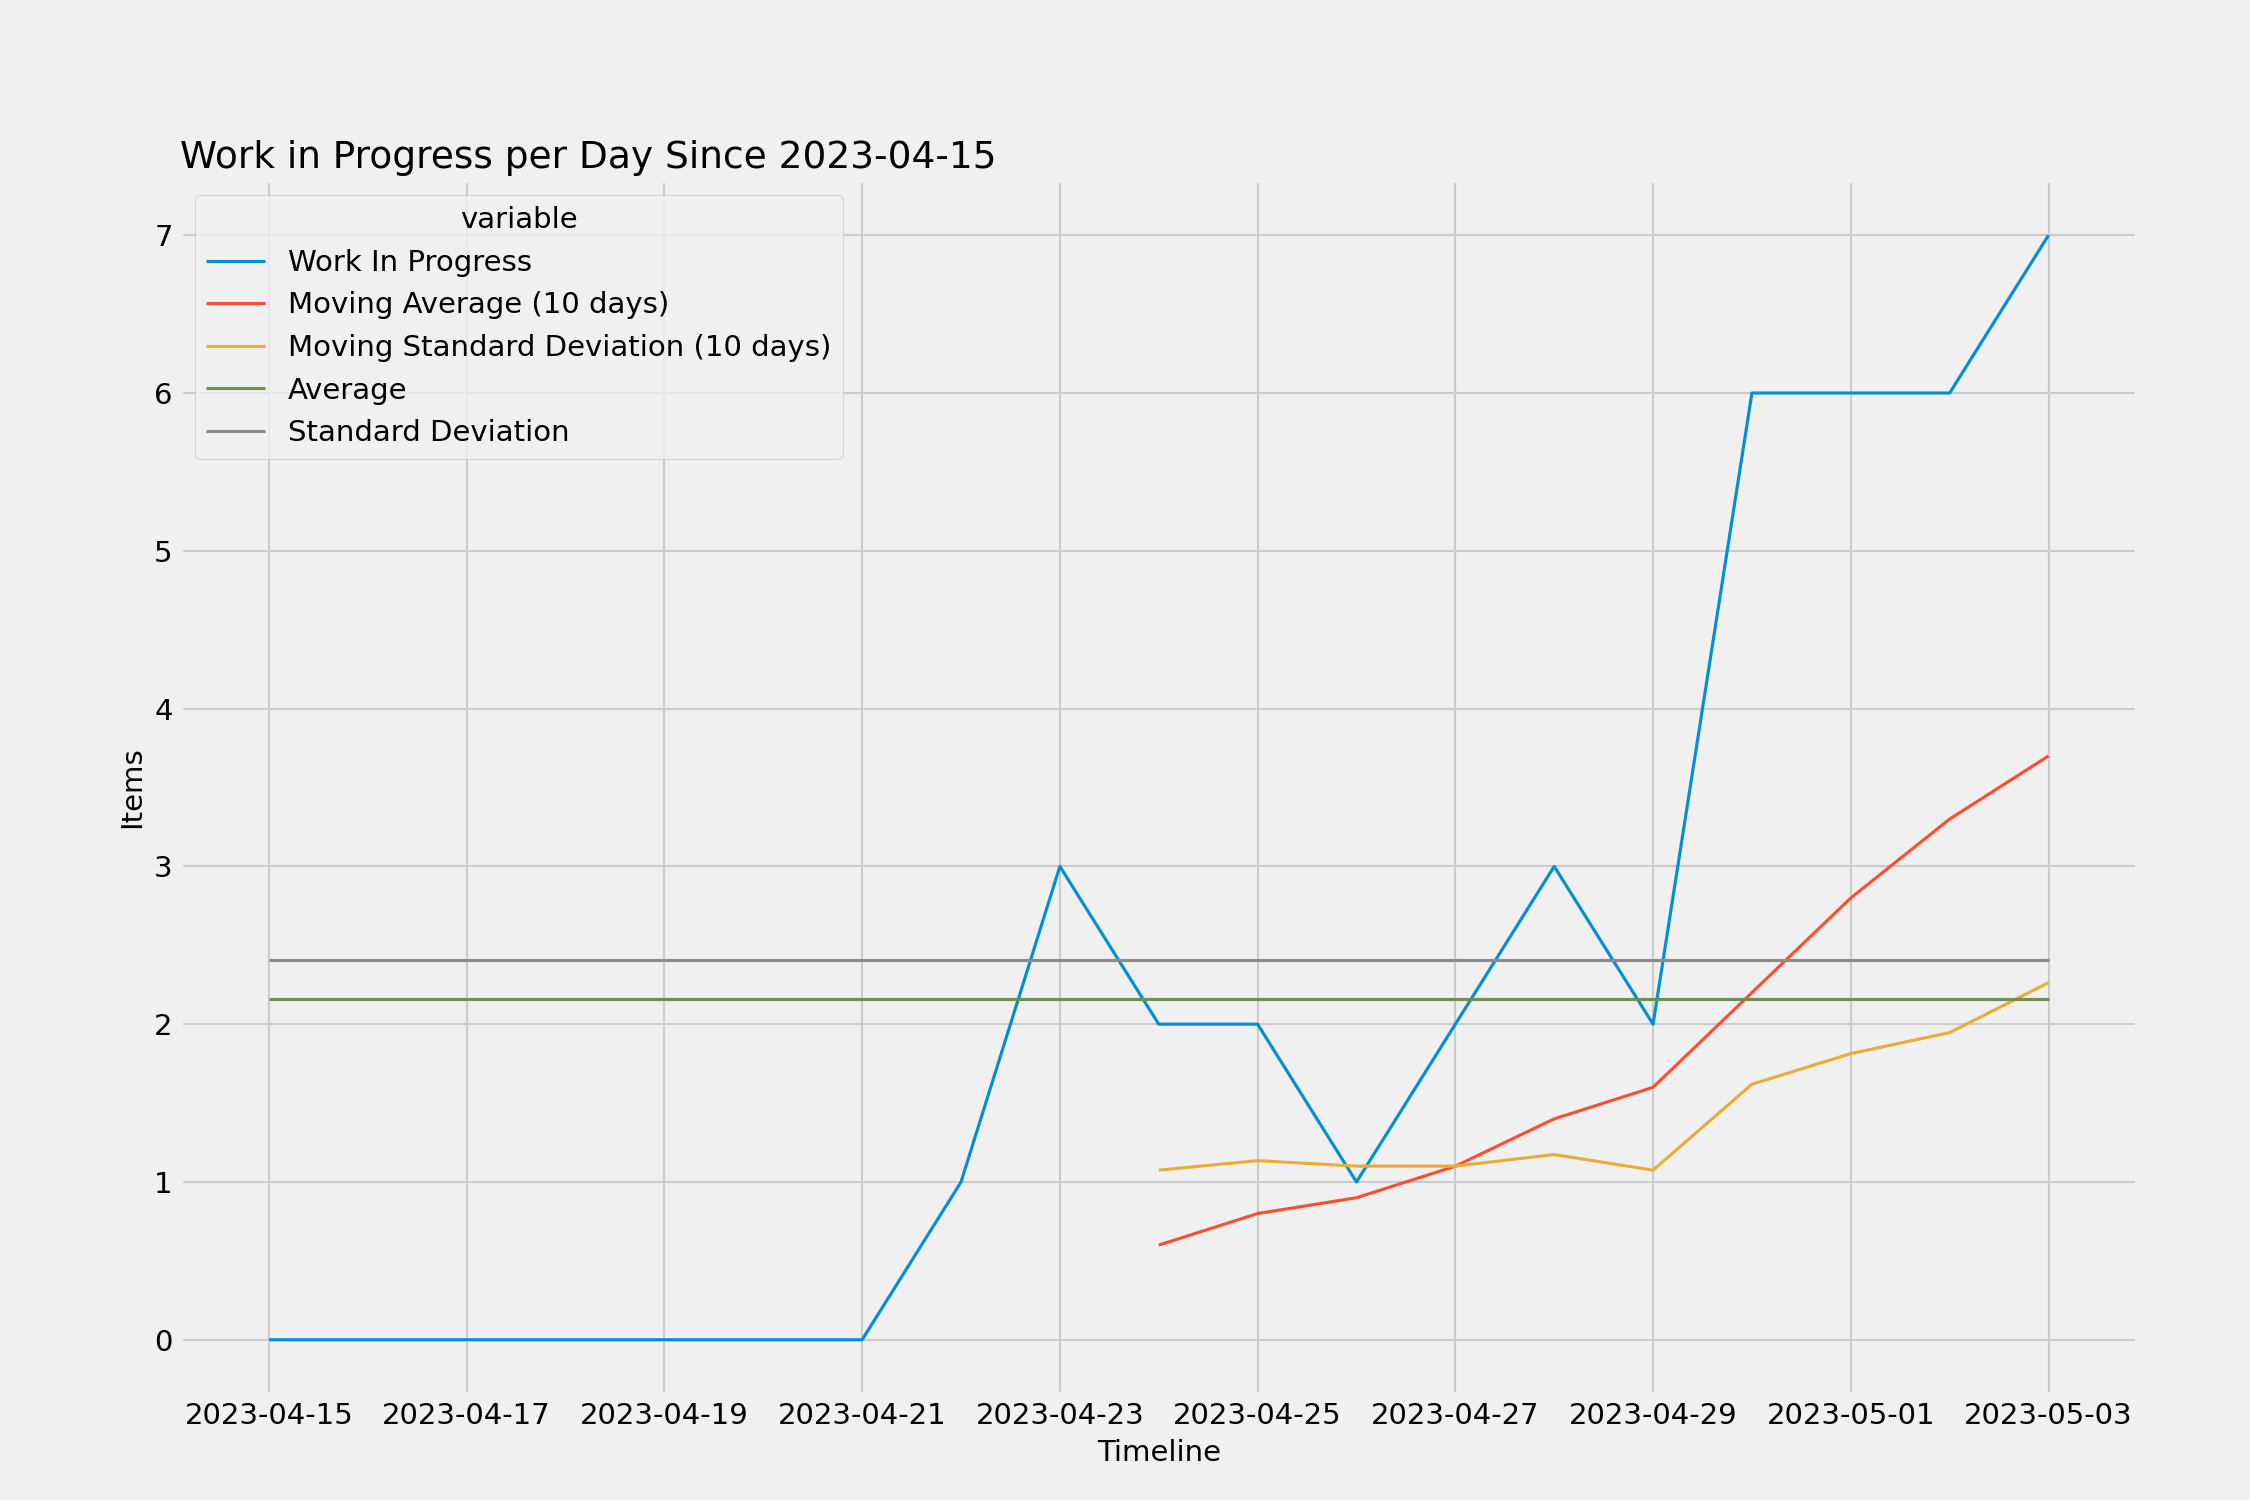 Work in Progress per Day Since 2023-04-15
variable
Work In Progress
Moving Average (10 days)
Moving Standard Deviation (10 days)
Average
Standard Deviation
7
6
5
4
3
2
1
0
Items
2023-04-15 2023-04-17 2023-04-19 2023-04-21 2023-04-23 2023-04-25 2023-04-27 2023-04-29 2023-05-01 2023-05-03
Timeline